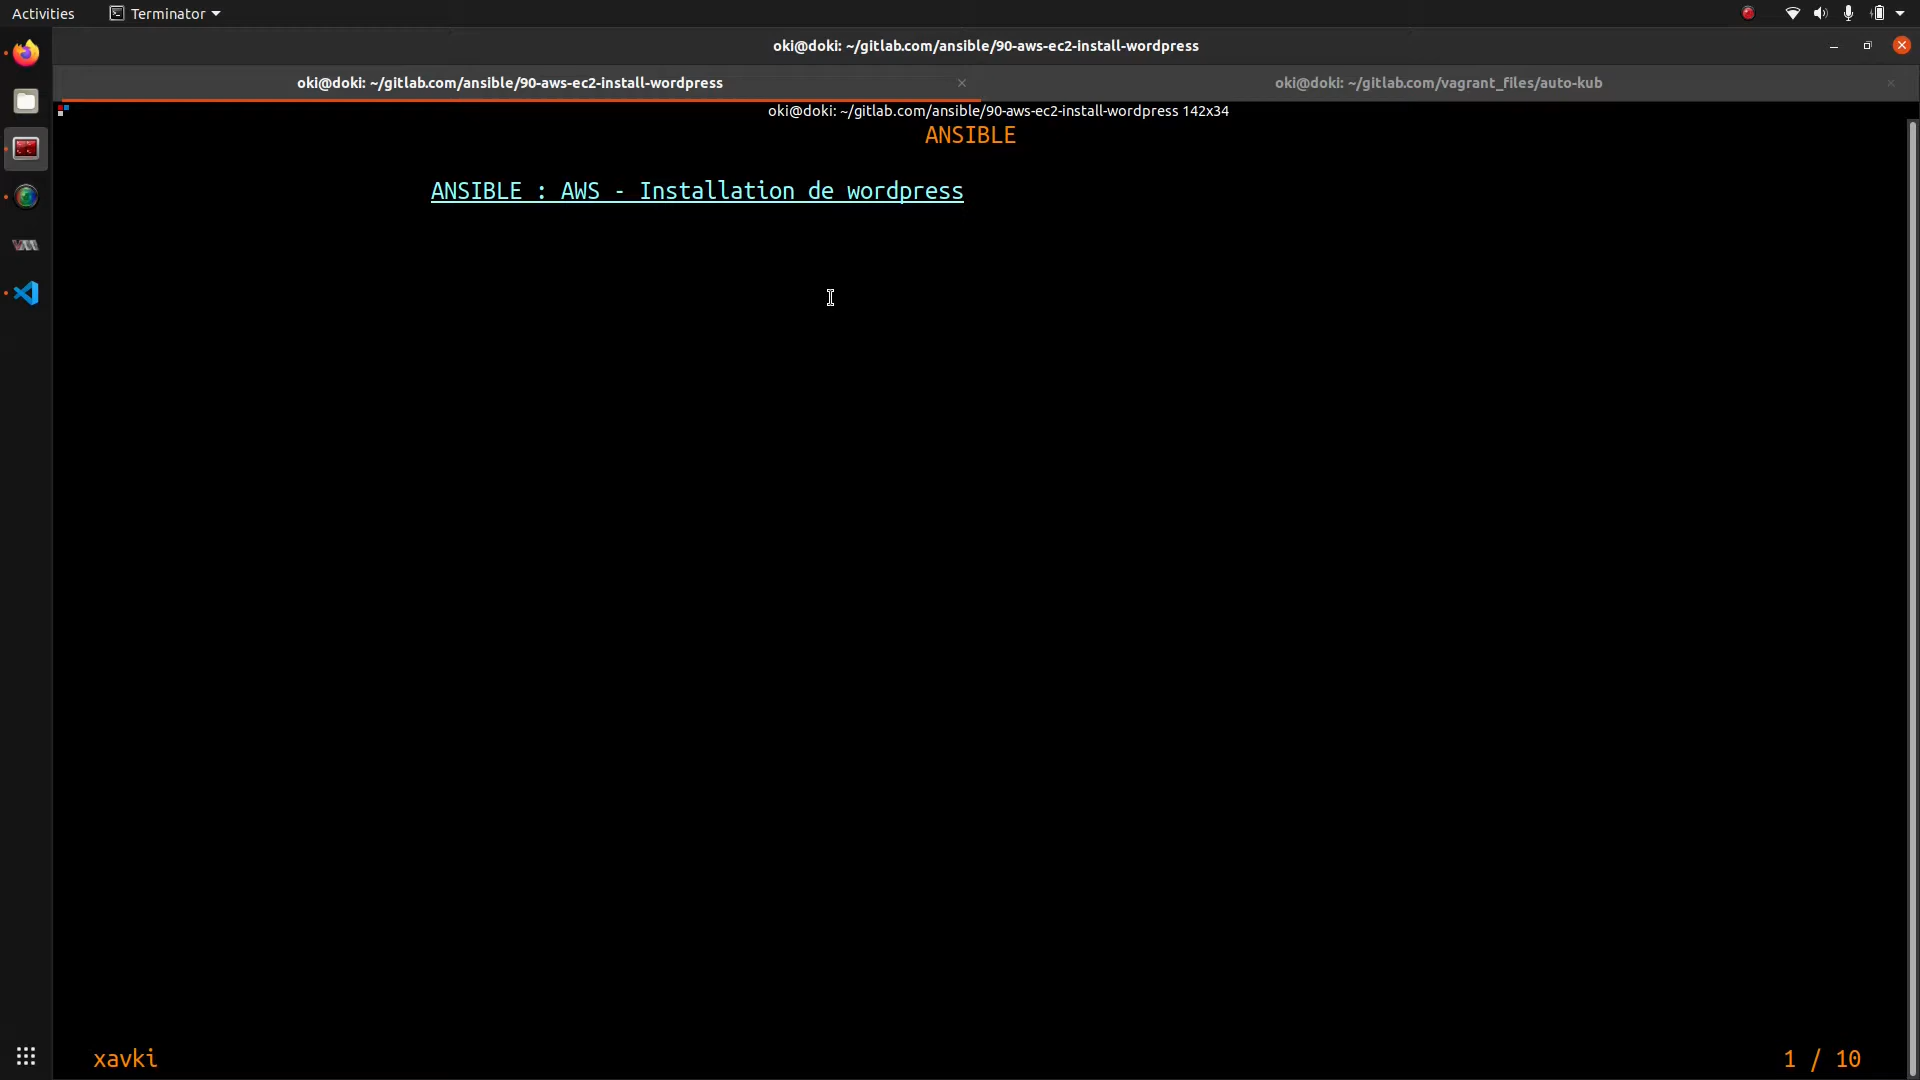 Activities Terminator
oki@doki: ~/gitlab.com/ansible/90-aws-ec2-install-wordpress
oki@doki: ~/gitlab.com/ansible/90-aws-ec2-install-wordpress oki@doki: ~/gitlab.com/vagrant_files/auto-kub
oki@doki: ~/gitlab.com/ansible/90-aws-ec2-install-wordpress 142x34
ANSIBLE
ANSIBLE : AWS - Installation de wordpress
xavki 1 / 10